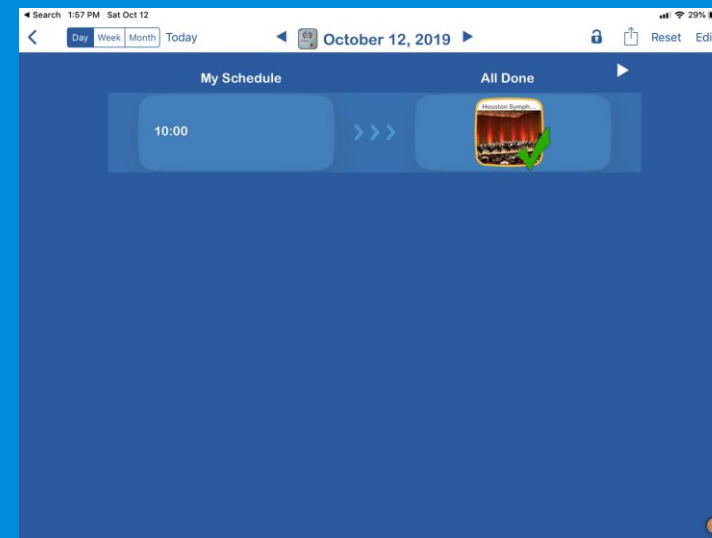 Search 1:57 PM Sat Oct 12 29%
Day Week Month Today October 12, 2019 Reset Edi
My Schedule All Done
10:00
Houston Symph...